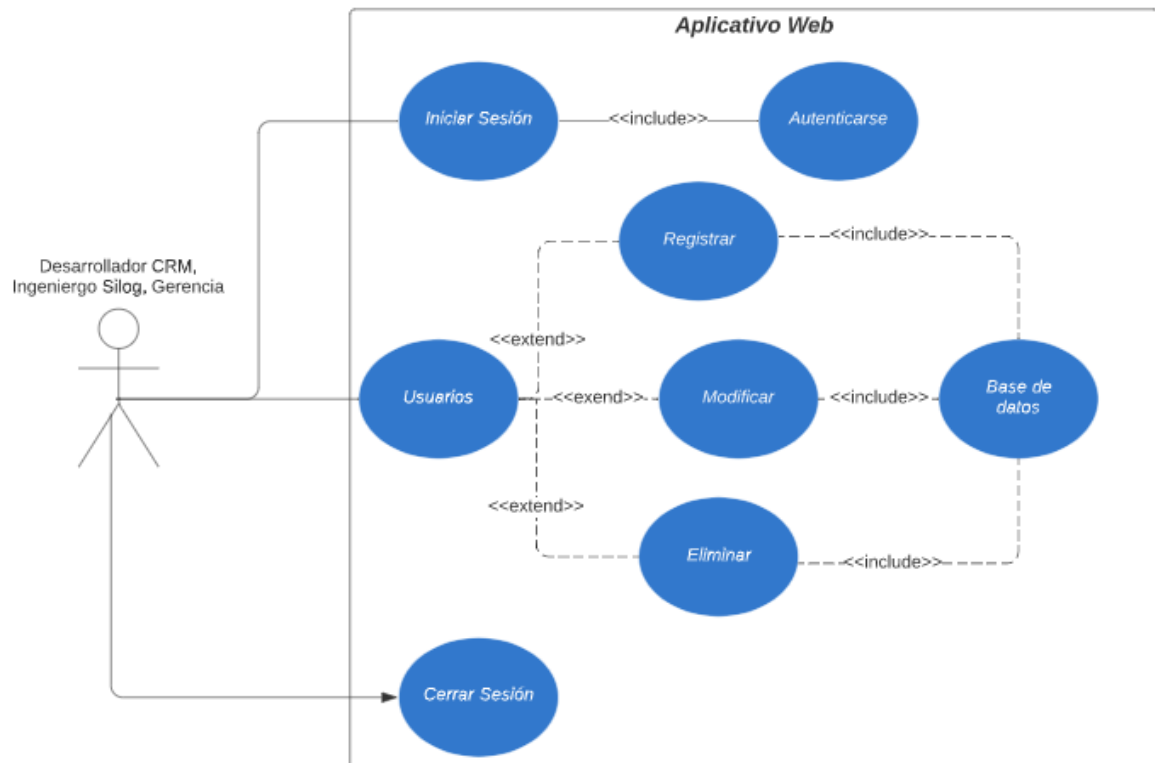 Aplicativo Web
Iniciar Sesión
<<include>>
Autenticarse
Registrar
<<include>>
Desarrollador CRM,
Ingeniergo Silog, Gerencia
<<extend>>
Usuarios
<<exend>>
Modificar
<<include>>
Base de
datos
<<extend>>
Eliminar
<<include>>
Cerrar Sesión